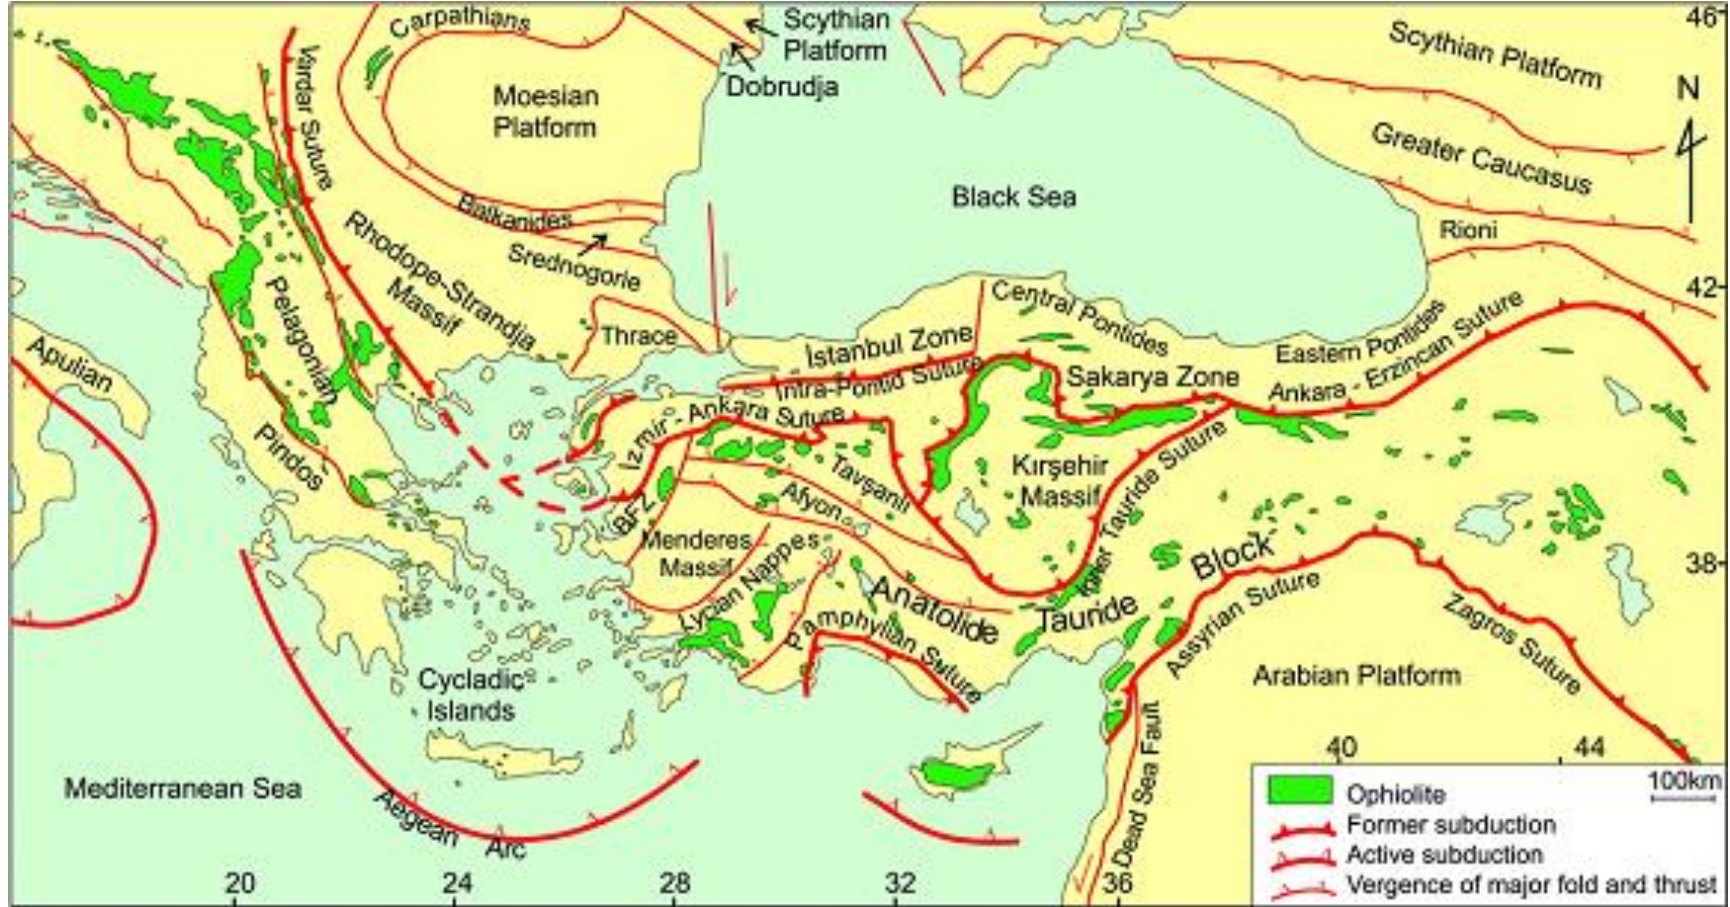 Carpathians
Scythian
Platform
Dobrudja
46
Scythian Platform
N
Moesian
Platform
Vardar Suture
Greater Caucasus
Black Sea
Balkanides
Srednogorie
Rioni
Rhodope-Strandja
Massif
42
Pelagonian
Thrace
Central Pontides
İstanbul Zone
Intra-Pontid Suture
Eastern Pontides
Ankara - Erzincan Suture
Sakarya Zone
Apulian
Izmir - Ankara Suture
Pindos
Tavşanlı
Kırşehir
Massif
Afyon
BFZ
Inner Tauride Suture
Menderes
Massif
Lycian Nappes
Block
38
Anatolide
Tauride
Assyrian Suture
Zagros Suture
Pamphylian Suture
Arabian Platform
Cycladic
Islands
Mediterranean Sea
Aegean Arc
Dead Sea Fault
40
44
100km
Ophiolite
Former subduction
Active subduction
Vergence of major fold and thrust
20
24
28
32
36